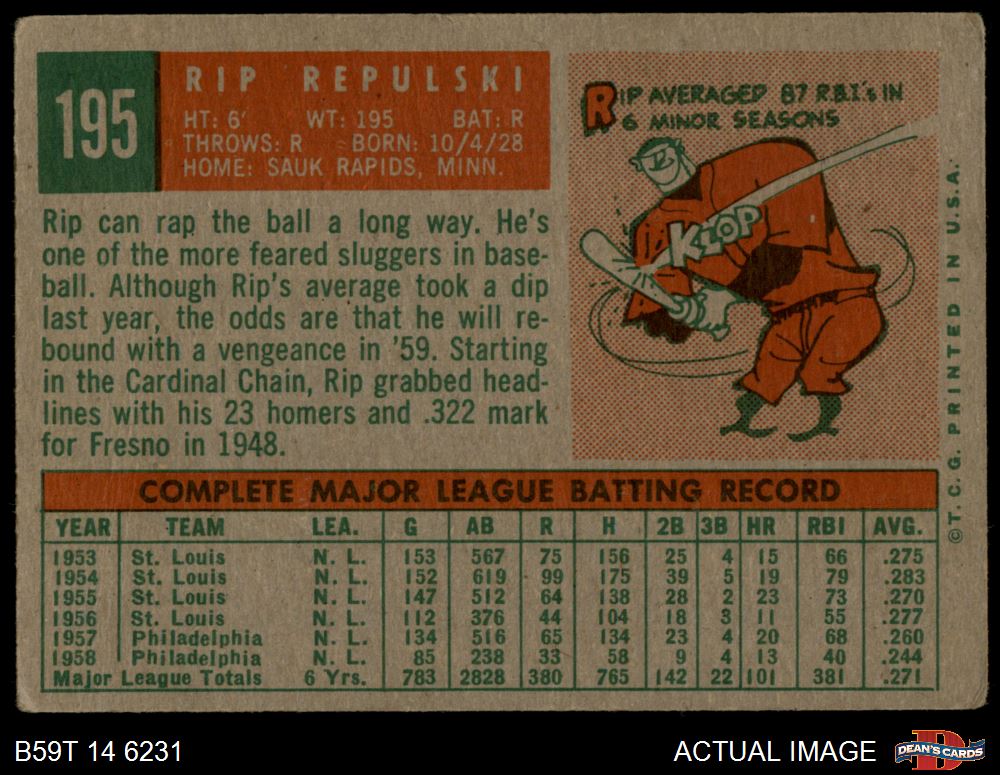 195
RIP REPULSKI
HT: 6' WT: 195 BAT: R
THROWS: R BORN: 10/4/28
HOME: SAUK RAPIDS, MINN.
RIP AVERAGED 87 R.B.I.'s IN
6 MINOR SEASONS
KLOP
Rip can rap the ball a long way. He's
one of the more feared sluggers in base-
ball. Although Rip's average took a dip
last year, the odds are that he will re-
bound with a vengeance in '59. Starting
in the Cardinal Chain, Rip grabbed head-
lines with his 23 homers and .322 mark
for Fresno in 1948.
© T. C. G. PRINTED IN U.S.A.
COMPLETE MAJOR LEAGUE BATTING RECORD
YEAR TEAM LEA. G AB R H 2B 3B HR RBI AVG.
1953 St. Louis N. L. 153 567 75 156 25 4 15 66 .275
1954 St. Louis N. L. 152 619 99 175 39 5 19 79 .283
1955 St. Louis N. L. 147 512 64 138 28 2 23 73 .270
1956 St. Louis N. L. 112 376 44 104 18 3 11 55 .277
1957 Philadelphia N. L. 134 516 65 134 23 4 20 68 .260
1958 Philadelphia N. L. 85 238 33 58 9 4 13 40 .244
Major League Totals 6 Yrs. 783 2828 380 765 142 22 101 381 .271
B59T 14 6231
ACTUAL IMAGE
DEAN'S CARDS